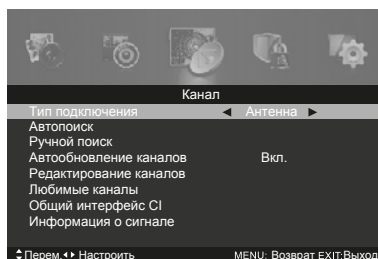 Канал
Тип подключения ◄ Антенна ►
Автопоиск
Ручной поиск
Автообновление каналов Вкл.
Редактирование каналов
Любимые каналы
Общий интерфейс CI
Информация о сигнале
Перем. Настроить MENU: Возврат EXIT:Выход